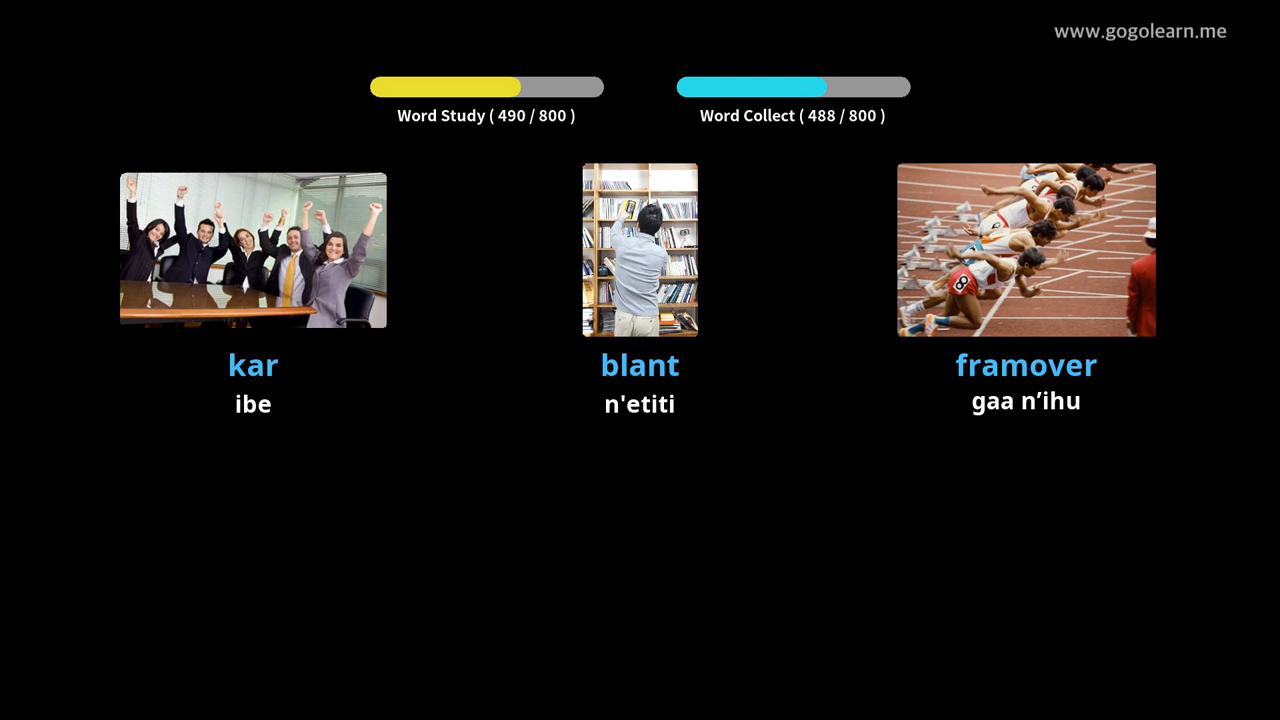 www.gogolearn.me
Word Study ( 490 / 800 )
Word Collect ( 488 / 800 )
kar
blant
framover
ibe
n'etiti
gaa n’ihu